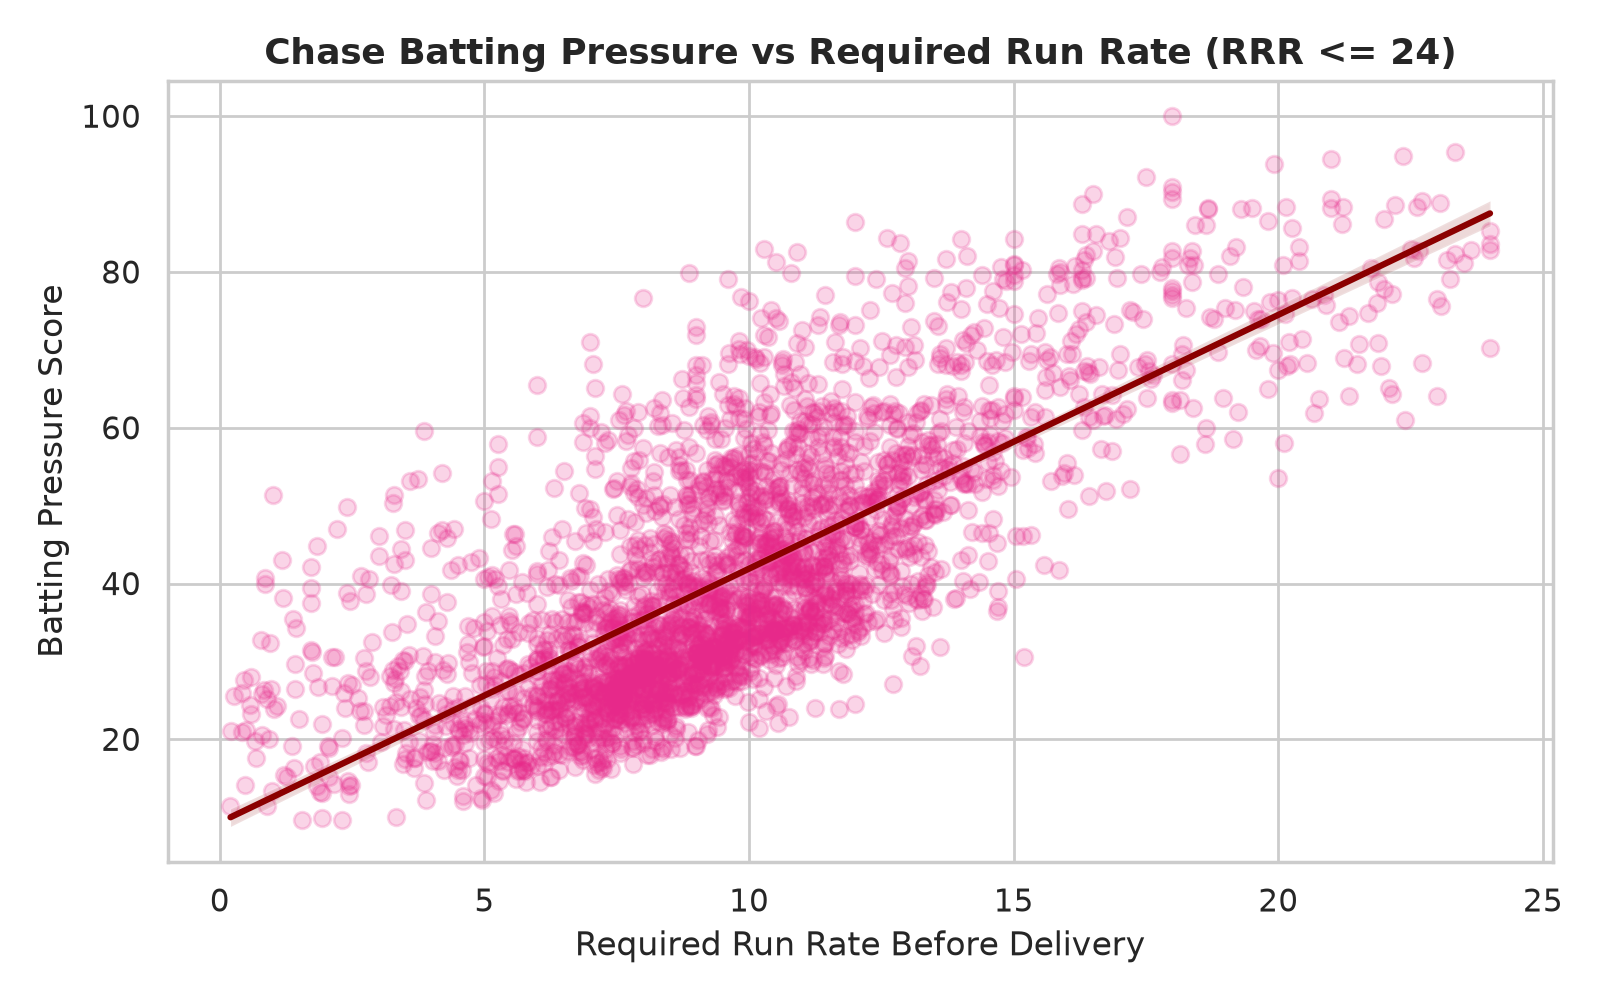 Chase Batting Pressure vs Required Run Rate (RRR <= 24)
100
80
60
40
20
Batting Pressure Score
0 5 10 15 20 25
Required Run Rate Before Delivery